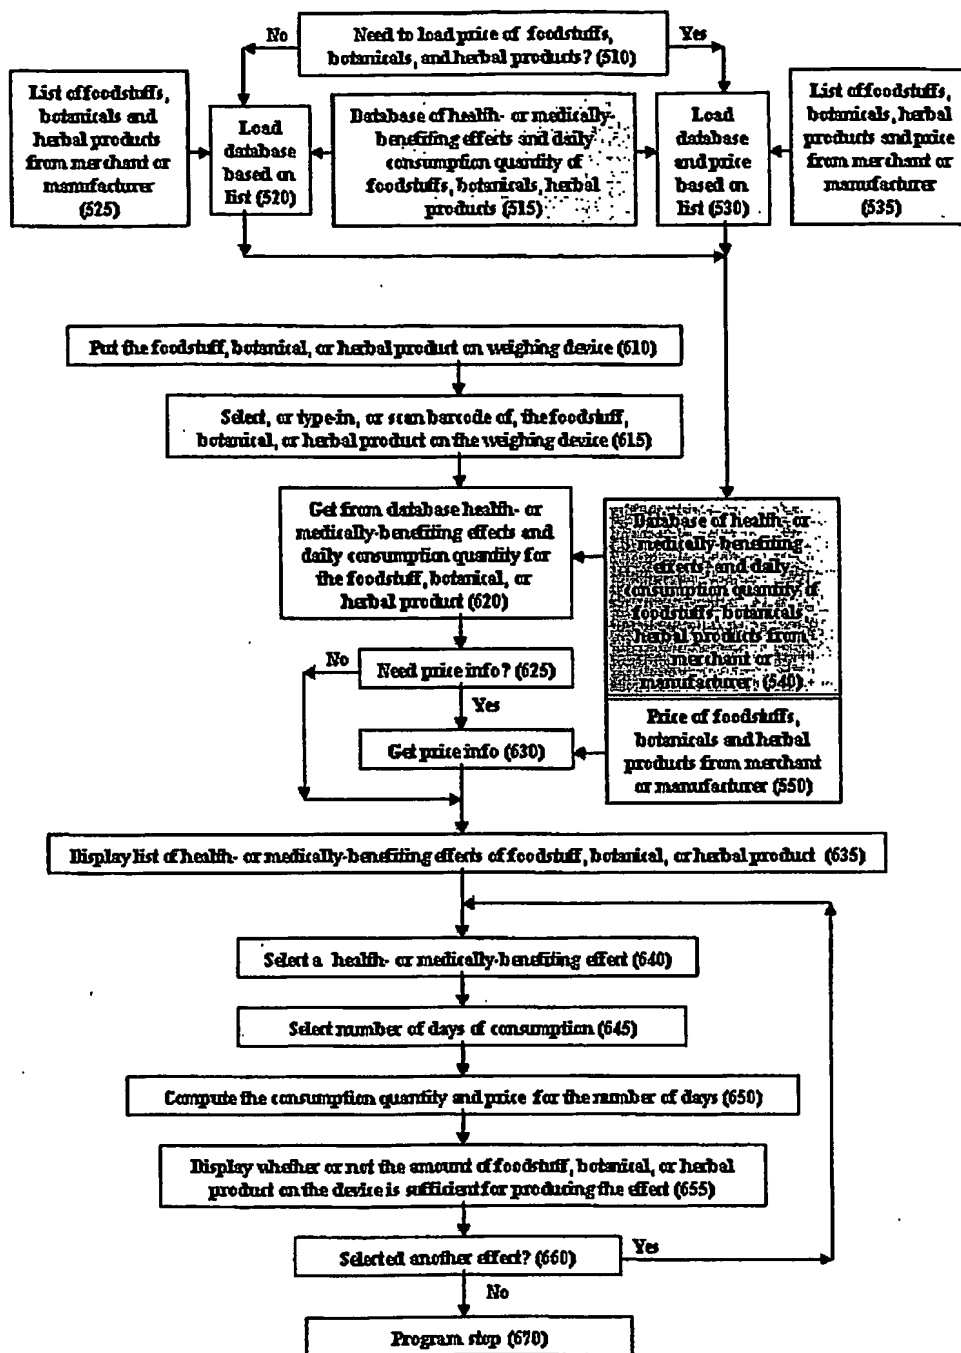 No
Need to load price of foodstuffs,
botanicals, and herbal products? (510)
Yes
List of foodstuffs,
botanicals and
herbal products
from merchant or
manufacturer
(525)
Load
database
based on
list (520)
Database of health- or medically-
benefiting effects and daily
consumption quantity of
foodstuffs, botanicals, herbal
products (515)
Load
database
and price
based on
list (530)
List of foodstuffs,
botanicals, herbal
products and price
from merchant or
manufacturer
(535)
Put the foodstuff, botanical, or herbal product on weighing device (610)
Select, or type-in, or scan barcode of, the foodstuff,
botanical, or herbal product on the weighing device (615)
Get from database health- or
medically-benefiting effects and
daily consumption quantity for
the foodstuff, botanical, or
herbal product (620)
Database of health- or
medically-benefiting
effects, and daily
consumption quantity of
foodstuffs, botanicals
herbal products from
merchant or
manufacturer (540)
No
Need price info? (625)
Yes
Get price info (630)
Price of foodstuffs,
botanicals and herbal
products from merchant
or manufacturer (550)
Display list of health- or medically-benefiting effects of foodstuff, botanical, or herbal product (635)
Select a health- or medically-benefiting effect (640)
Select number of days of consumption (645)
Compute the consumption quantity and price for the number of days (650)
Display whether or not the amount of foodstuff, botanical, or herbal
product on the device is sufficient for producing the effect (655)
Selected another effect? (660)
Yes
No
Program stop (670)